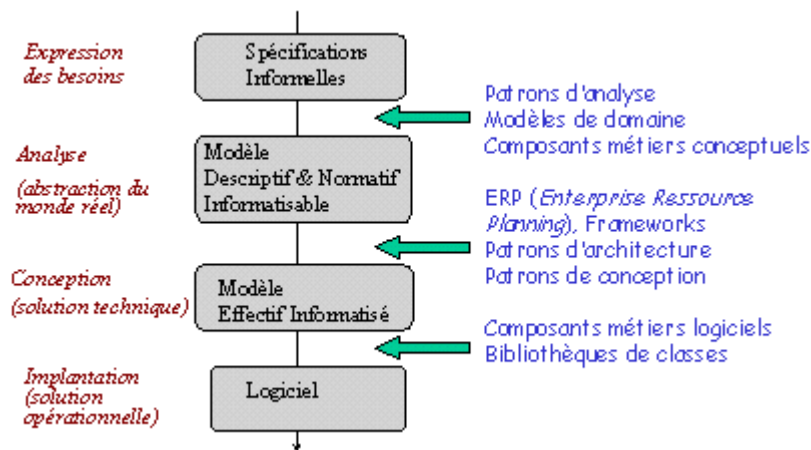 Expression
des besoins
Spécifications
Informelles
Patrons d'analyse
Modèles de domaine
Composants métiers conceptuels
Analyse
(abstraction du
monde réel)
Modèle
Descriptif & Normatif
Informatisable
ERP (Enterprise Ressource
Planning), Frameworks
Patrons d'architecture
Patrons de conception
Conception
(solution technique)
Modèle
Effectif Informatisé
Composants métiers logiciels
Bibliothèques de classes
Implantation
(solution
opérationnelle)
Logiciel